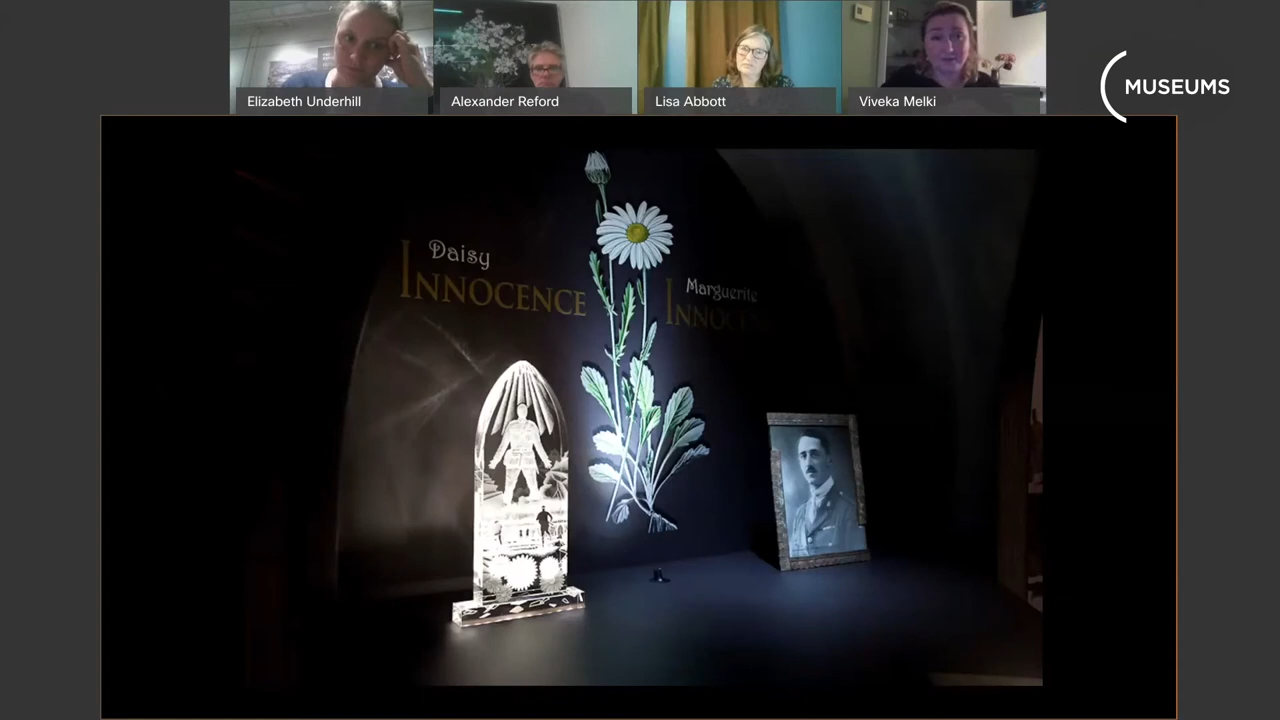 Elizabeth Underhill
Alexander Reford
Lisa Abbott
Viveka Melki
MUSEUMS
Daisy
INNOCENCE
Marguerite